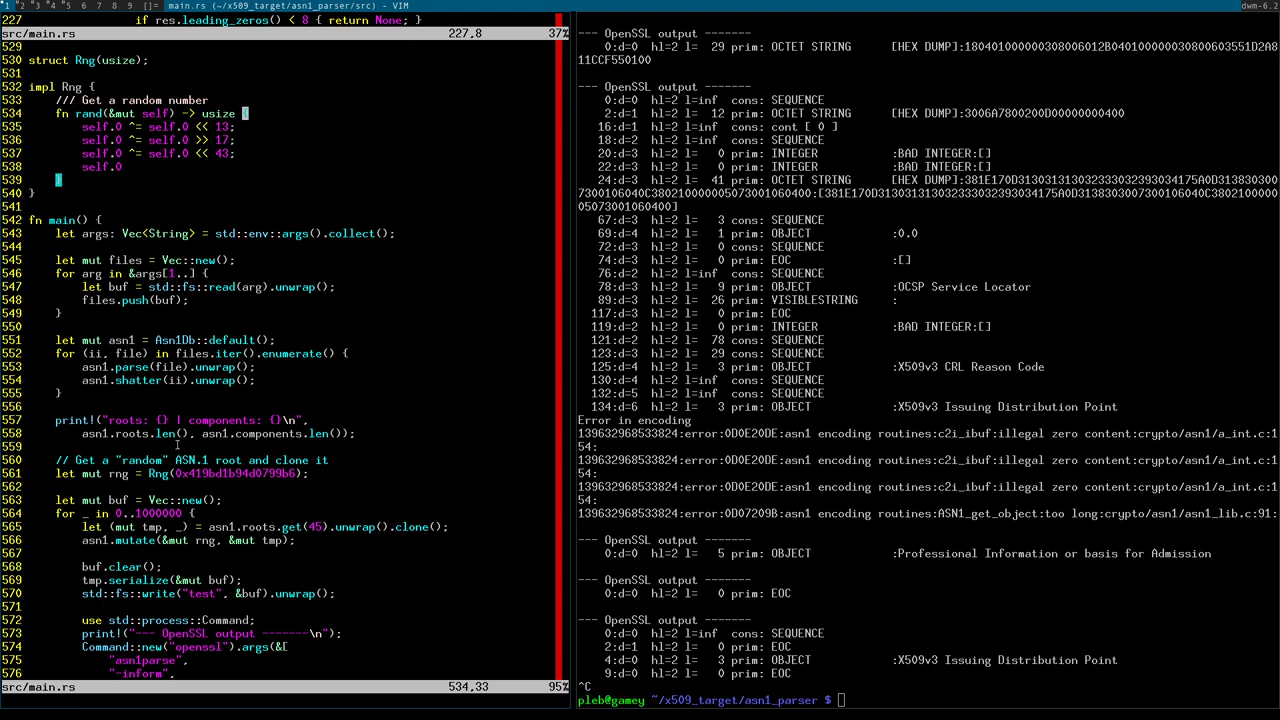 1 2 3 4 5 6 7 8 9 []= main.rs (~/x509_target/asn1_parser/src) - VIM dwm-6.2
227 if res.leading_zeros() < 8 { return None; }
src/main.rs 227,8 37%
529
530 struct Rng(usize);
531
532 impl Rng {
533 /// Get a random number
534 fn rand(&mut self) -> usize {
535 self.0 ^= self.0 << 13;
536 self.0 ^= self.0 >> 17;
537 self.0 ^= self.0 << 43;
538 self.0
539 }
540 }
541
542 fn main() {
543 let args: Vec<String> = std::env::args().collect();
544
545 let mut files = Vec::new();
546 for arg in &args[1..] {
547 let buf = std::fs::read(arg).unwrap();
548 files.push(buf);
549 }
550
551 let mut asn1 = Asn1Db::default();
552 for (ii, file) in files.iter().enumerate() {
553 asn1.parse(file).unwrap();
554 asn1.shatter(ii).unwrap();
555 }
556
557 print!("roots: {} | components: {}\n",
558 asn1.roots.len(), asn1.components.len());
559
560 // Get a "random" ASN.1 root and clone it
561 let mut rng = Rng(0x419bd1b94d0799b6);
562
563 let mut buf = Vec::new();
564 for _ in 0..1000000 {
565 let (mut tmp, _) = asn1.roots.get(45).unwrap().clone();
566 asn1.mutate(&mut rng, &mut tmp);
567
568 buf.clear();
569 tmp.serialize(&mut buf);
570 std::fs::write("test", &buf).unwrap();
571
572 use std::process::Command;
573 print!("--- OpenSSL output -------\n");
574 Command::new("openssl").args(&[
575 "asn1parse",
576 "-inform",
src/main.rs 534,33 95%
--- OpenSSL output -------
0:d=0 hl=2 l= 29 prim: OCTET STRING [HEX DUMP]:18040100000308006012B0401000000030800603551D2A8
11CCF550100
--- OpenSSL output -------
0:d=0 hl=2 l=inf cons: SEQUENCE
2:d=1 hl=2 l= 12 prim: OCTET STRING [HEX DUMP]:3006A7800200D00000000400
16:d=1 hl=2 l=inf cons: cont [ 0 ]
18:d=2 hl=2 l=inf cons: SEQUENCE
20:d=3 hl=2 l= 0 prim: INTEGER :BAD INTEGER:[]
22:d=3 hl=2 l= 0 prim: INTEGER :BAD INTEGER:[]
24:d=3 hl=2 l= 41 prim: OCTET STRING [HEX DUMP]:381E170D313031313032333032393034175A0D3138303030
7300106040C3802100000050730010604​00:[381E170D313031313032333032393034175A0D31383030073001060​40C3802100000
0507300106​0400]
67:d=3 hl=2 l= 3 cons: SEQUENCE
69:d=4 hl=2 l= 1 prim: OBJECT :0.0
72:d=3 hl=2 l= 0 cons: SEQUENCE
74:d=3 hl=2 l= 0 prim: EOC :[]
76:d=2 hl=2 l=inf cons: SEQUENCE
78:d=3 hl=2 l= 9 prim: OBJECT :OCSP Service Locator
89:d=3 hl=2 l= 26 prim: VISIBLESTRING :
117:d=3 hl=2 l= 0 prim: EOC
119:d=2 hl=2 l= 0 prim: INTEGER :BAD INTEGER:[]
121:d=2 hl=2 l= 78 cons: SEQUENCE
123:d=3 hl=2 l= 29 cons: SEQUENCE
125:d=4 hl=2 l= 3 prim: OBJECT :X509v3 CRL Reason Code
130:d=4 hl=2 l=inf cons: SEQUENCE
132:d=5 hl=2 l=inf cons: SEQUENCE
134:d=6 hl=2 l= 3 prim: OBJECT :X509v3 Issuing Distribution Point
Error in encoding
139632968533824:error:0D0E20DE:asn1 encoding routines:c2i_ibuf:illegal zero content:crypto/asn1/a_int.c:1
54:
139632968533824:error:0D0E20DE:asn1 encoding routines:c2i_ibuf:illegal zero content:crypto/asn1/a_int.c:1
54:
139632968533824:error:0D0E20DE:asn1 encoding routines:c2i_ibuf:illegal zero content:crypto/asn1/a_int.c:1
54:
139632968533824:error:0D07209B:asn1 encoding routines:ASN1_get_object:too long:crypto/asn1/asn1_lib.c:91:
--- OpenSSL output -------
0:d=0 hl=2 l= 5 prim: OBJECT :Professional Information or basis for Admission
--- OpenSSL output -------
0:d=0 hl=2 l= 0 prim: EOC
--- OpenSSL output -------
0:d=0 hl=2 l=inf cons: SEQUENCE
2:d=1 hl=2 l= 0 prim: EOC
4:d=0 hl=2 l= 3 prim: OBJECT :X509v3 Issuing Distribution Point
9:d=0 hl=2 l= 0 prim: EOC
^C
pleb@gamey ~/x509_target/asn1_parser $